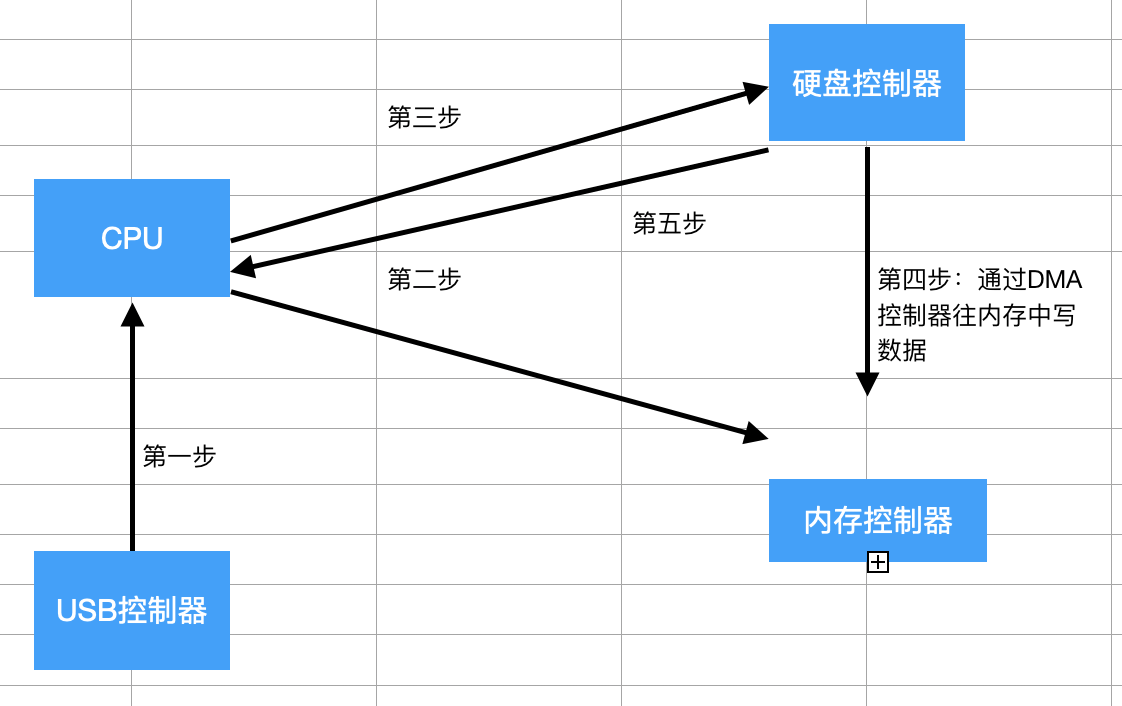 硬盘控制器
第三步
CPU
第五步
第二步
第四步：通过DMA
控制器往内存中写
数据
第一步
内存控制器
USB控制器